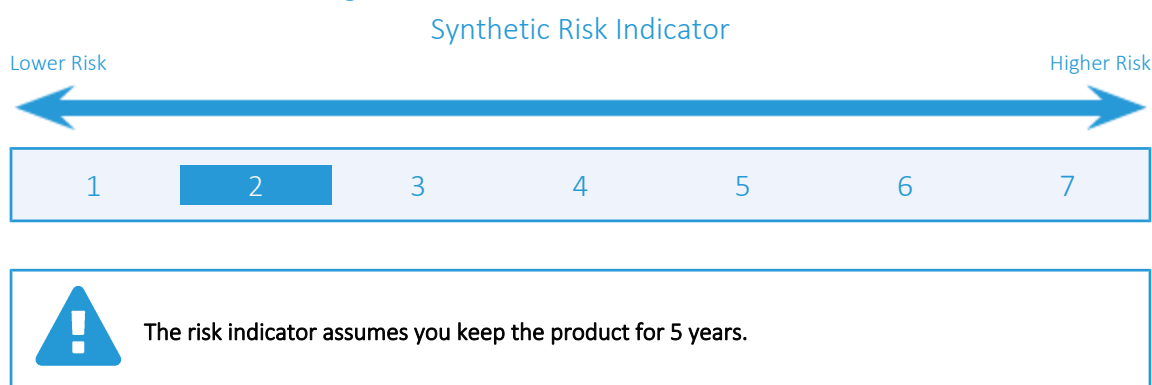 Synthetic Risk Indicator
Lower Risk Higher Risk
1 2 3 4 5 6 7
The risk indicator assumes you keep the product for 5 years.